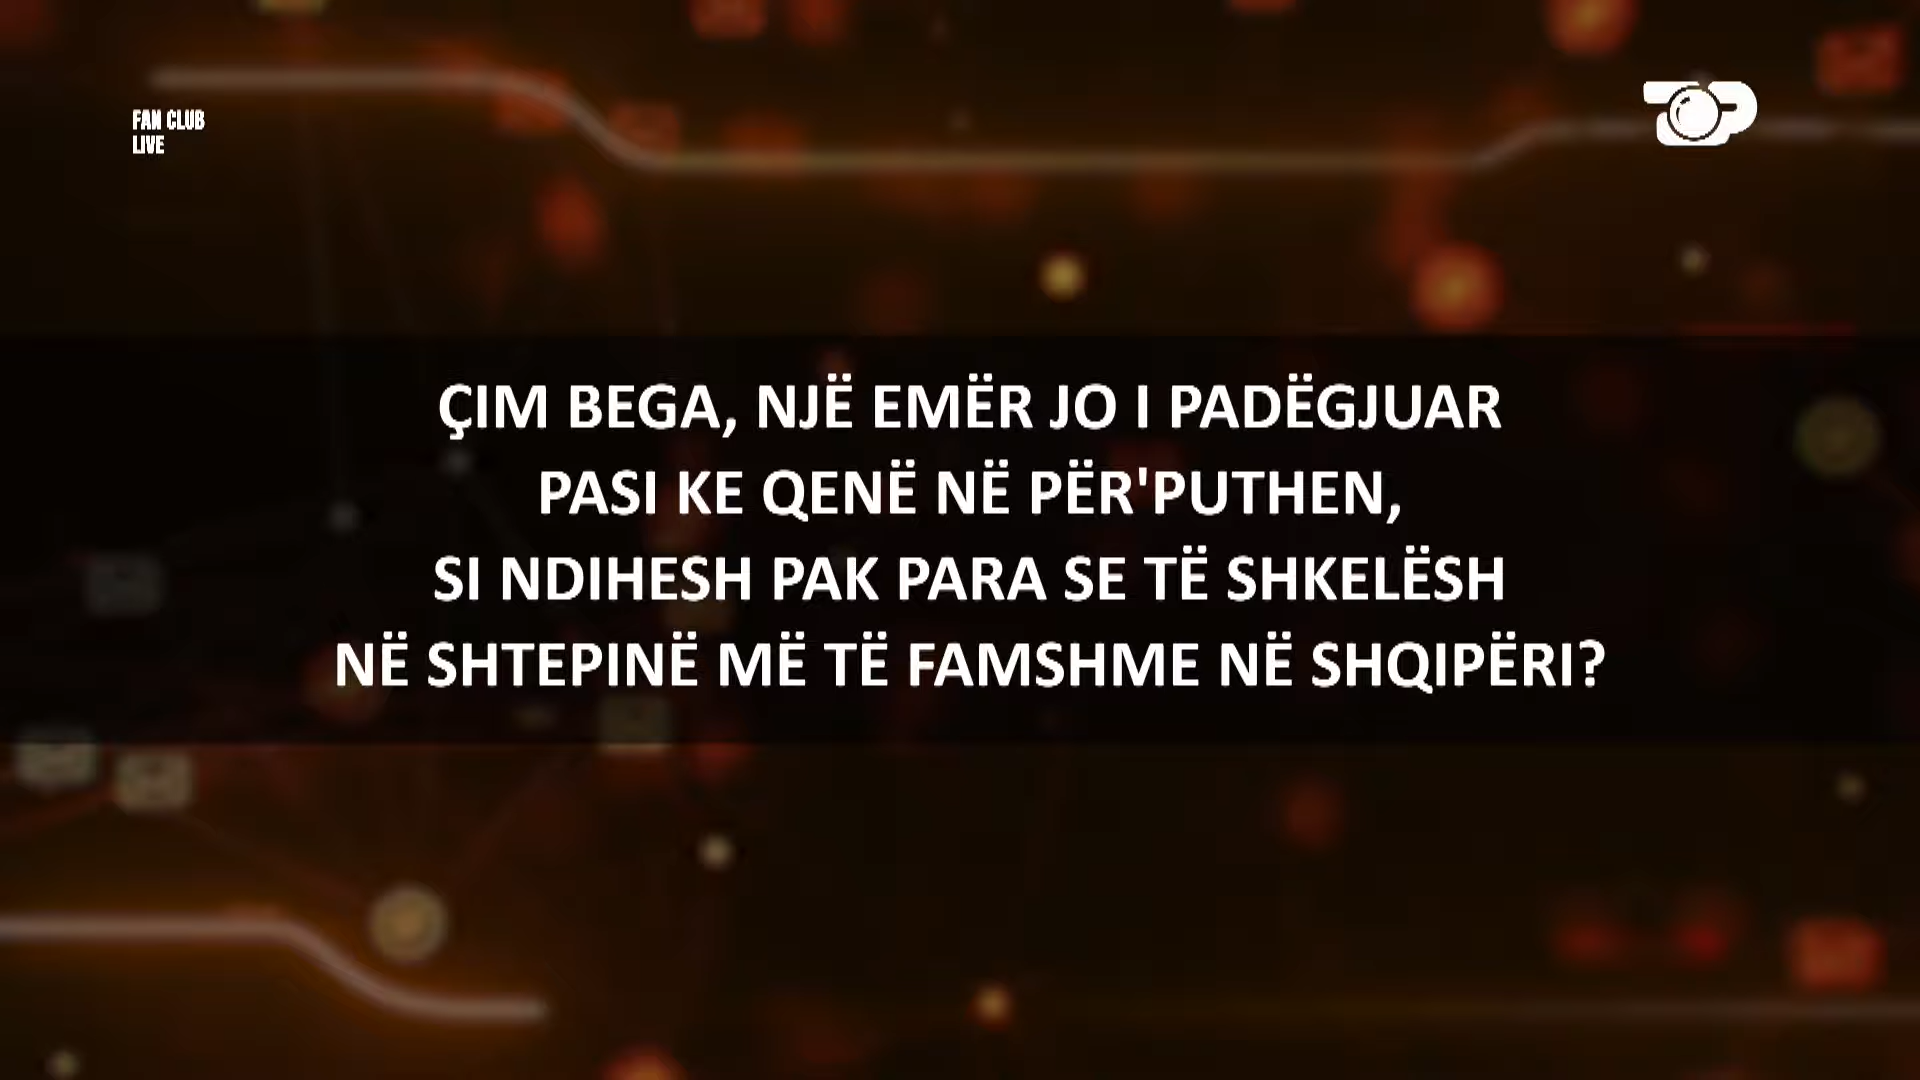 FAN CLUB
LIVE
ÇIM BEGA, NJË EMËR JO I PADËGJUAR
PASI KE QENË NË PËR'PUTHEN,
SI NDIHESH PAK PARA SE TË SHKELËSH
NË SHTEPINË MË TË FAMSHME NË SHQIPËRI?